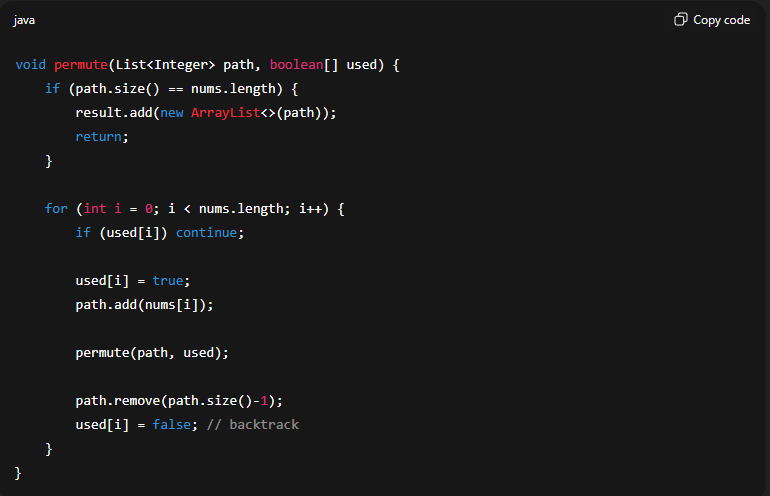 java
Copy code
void permute(List<Integer> path, boolean[] used) {
    if (path.size() == nums.length) {
        result.add(new ArrayList<>(path));
        return;
    }

    for (int i = 0; i < nums.length; i++) {
        if (used[i]) continue;

        used[i] = true;
        path.add(nums[i]);

        permute(path, used);

        path.remove(path.size()-1);
        used[i] = false; // backtrack
    }
}